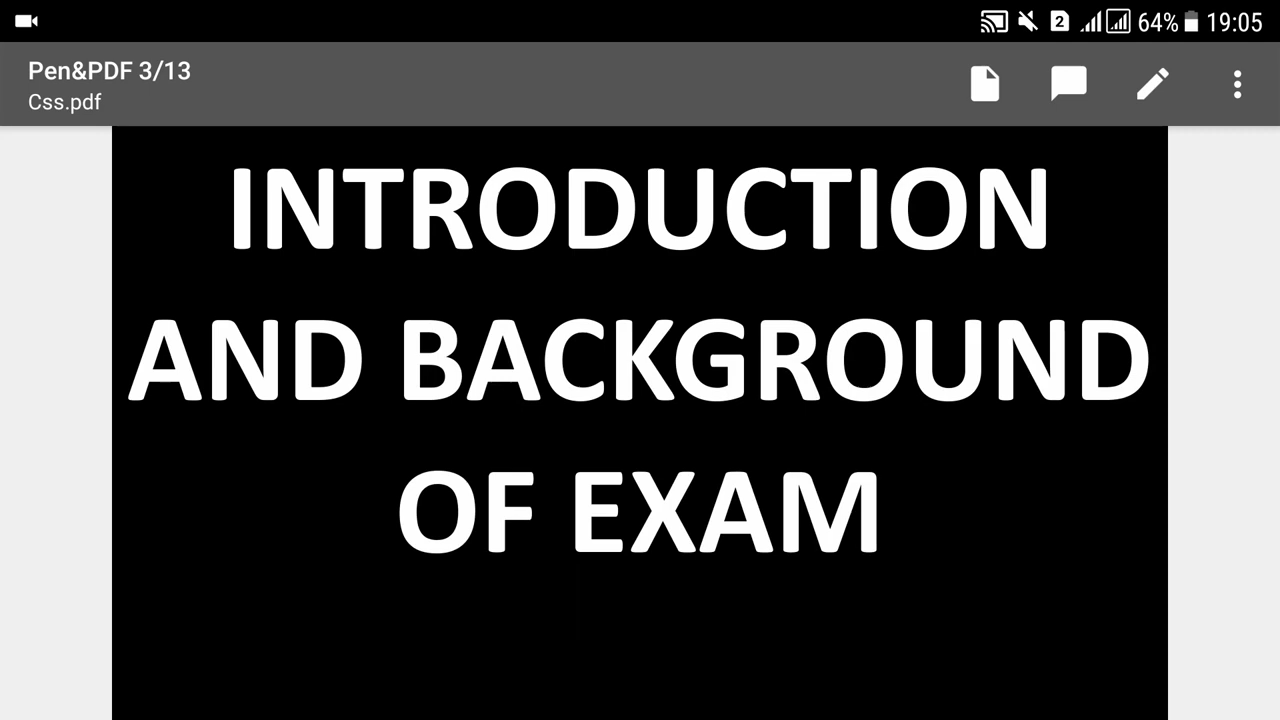 2 64% 19:05
Pen&PDF 3/13
Css.pdf
INTRODUCTION
AND BACKGROUND
OF EXAM